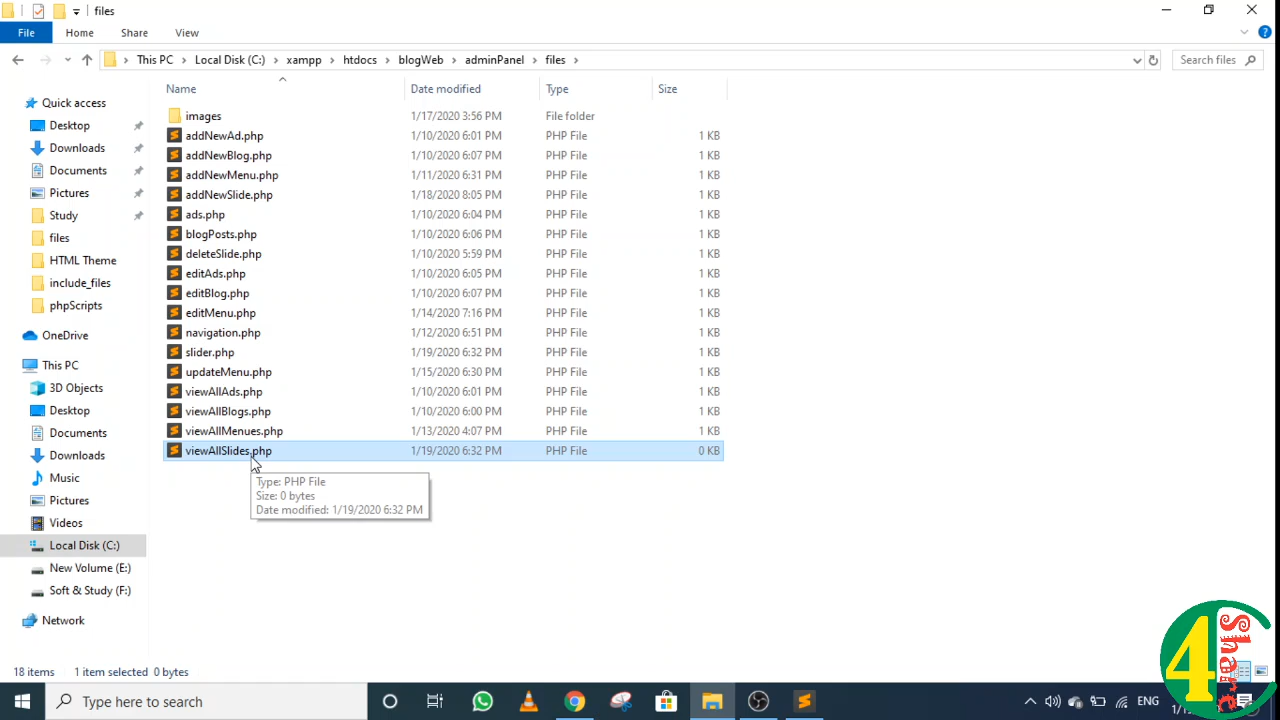 files
File Home Share View
This PC Local Disk (C:) xampp htdocs blogWeb adminPanel files Search files
Name Date modified Type Size
Quick access
Desktop
Downloads
Documents
Pictures
Study
files
HTML Theme
include_files
phpScripts
OneDrive
This PC
3D Objects
Desktop
Documents
Downloads
Music
Pictures
Videos
Local Disk (C:)
New Volume (E:)
Soft & Study (F:)
Network
images 1/17/2020 3:56 PM File folder
addNewAd.php 1/10/2020 6:01 PM PHP File 1 KB
addNewBlog.php 1/10/2020 6:07 PM PHP File 1 KB
addNewMenu.php 1/11/2020 6:31 PM PHP File 1 KB
addNewSlide.php 1/18/2020 8:05 PM PHP File 1 KB
ads.php 1/10/2020 6:04 PM PHP File 1 KB
blogPosts.php 1/10/2020 6:06 PM PHP File 1 KB
deleteSlide.php 1/10/2020 5:59 PM PHP File 1 KB
editAds.php 1/10/2020 6:05 PM PHP File 1 KB
editBlog.php 1/10/2020 6:07 PM PHP File 1 KB
editMenu.php 1/14/2020 7:16 PM PHP File 1 KB
navigation.php 1/12/2020 6:51 PM PHP File 1 KB
slider.php 1/19/2020 6:32 PM PHP File 1 KB
updateMenu.php 1/15/2020 6:30 PM PHP File 1 KB
viewAllAds.php 1/10/2020 6:01 PM PHP File 1 KB
viewAllBlogs.php 1/10/2020 6:00 PM PHP File 1 KB
viewAllMenues.php 1/13/2020 4:07 PM PHP File 1 KB
viewAllSlides.php 1/19/2020 6:32 PM PHP File 0 KB
Type: PHP File
Size: 0 bytes
Date modified: 1/19/2020 6:32 PM
18 items 1 item selected 0 bytes
4 Share
Type here to search
ENG